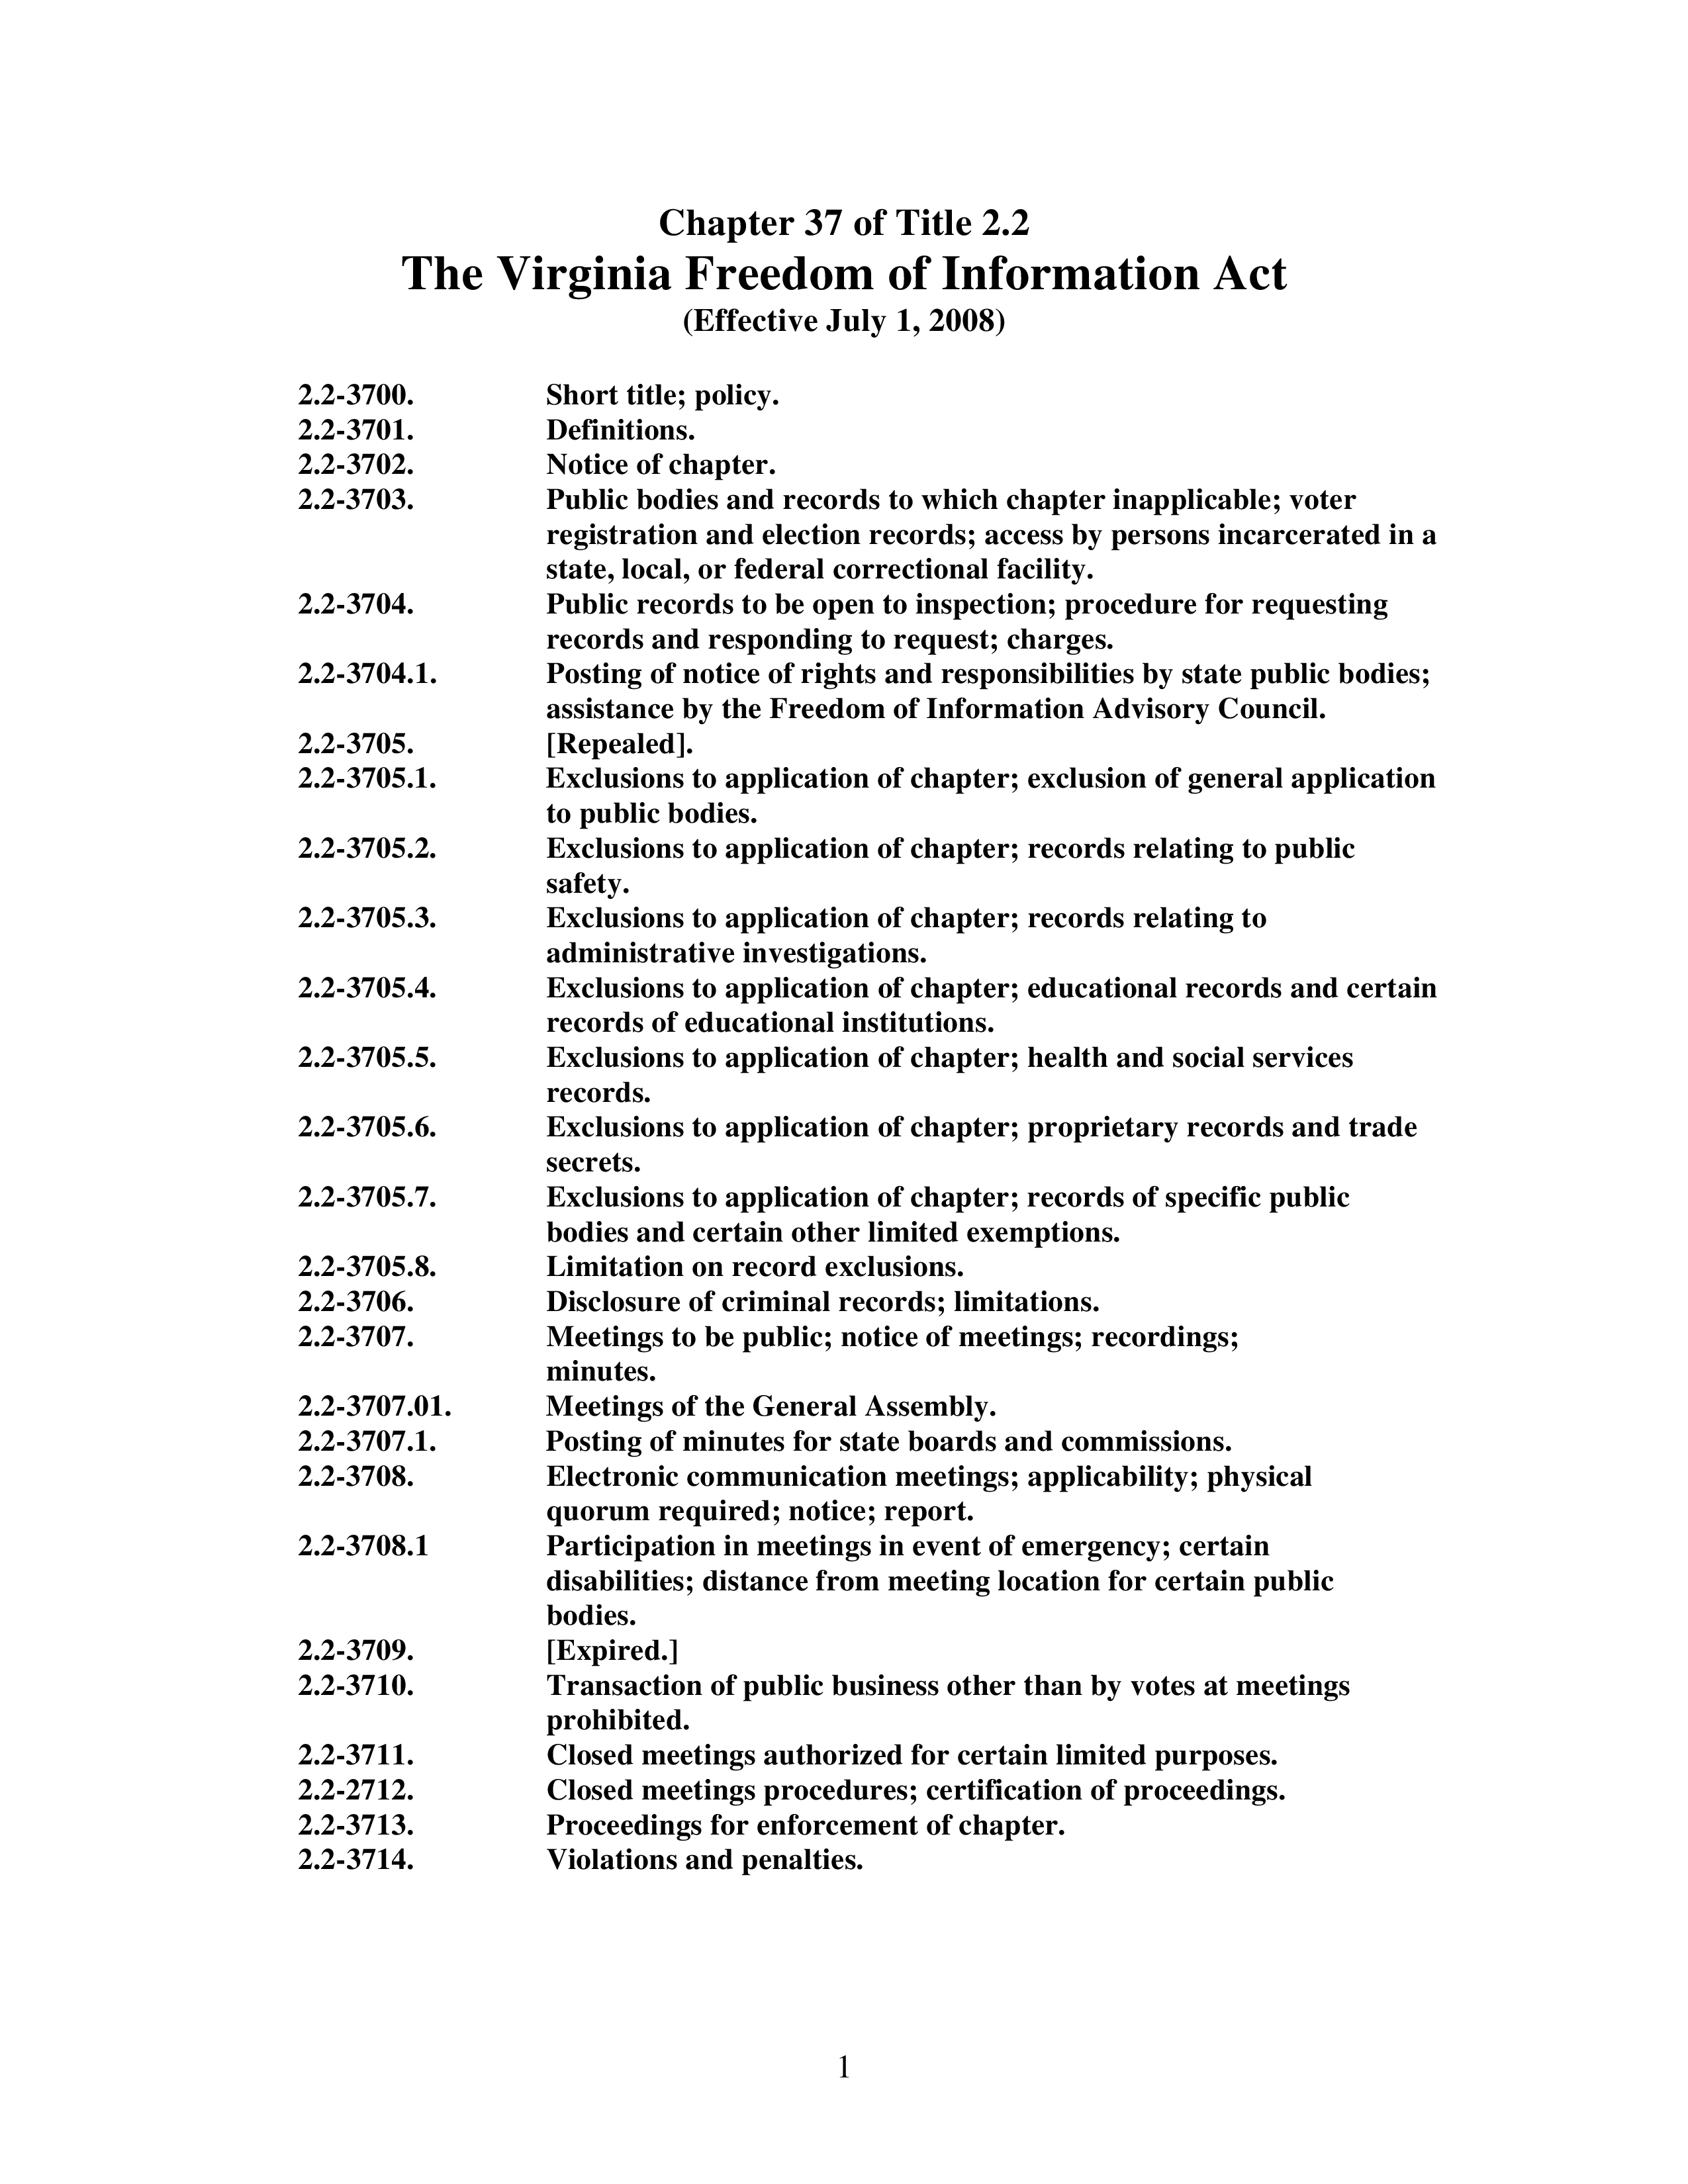 Chapter 37 of Title 2.2
The Virginia Freedom of Information Act
(Effective July 1, 2008)
2.2-3700. Short title; policy.
2.2-3701. Definitions.
2.2-3702. Notice of chapter.
2.2-3703. Public bodies and records to which chapter inapplicable; voter
registration and election records; access by persons incarcerated in a
state, local, or federal correctional facility.
2.2-3704. Public records to be open to inspection; procedure for requesting
records and responding to request; charges.
2.2-3704.1. Posting of notice of rights and responsibilities by state public bodies;
assistance by the Freedom of Information Advisory Council.
2.2-3705. [Repealed].
2.2-3705.1. Exclusions to application of chapter; exclusion of general application
to public bodies.
2.2-3705.2. Exclusions to application of chapter; records relating to public
safety.
2.2-3705.3. Exclusions to application of chapter; records relating to
administrative investigations.
2.2-3705.4. Exclusions to application of chapter; educational records and certain
records of educational institutions.
2.2-3705.5. Exclusions to application of chapter; health and social services
records.
2.2-3705.6. Exclusions to application of chapter; proprietary records and trade
secrets.
2.2-3705.7. Exclusions to application of chapter; records of specific public
bodies and certain other limited exemptions.
2.2-3705.8. Limitation on record exclusions.
2.2-3706. Disclosure of criminal records; limitations.
2.2-3707. Meetings to be public; notice of meetings; recordings;
minutes.
2.2-3707.01. Meetings of the General Assembly.
2.2-3707.1. Posting of minutes for state boards and commissions.
2.2-3708. Electronic communication meetings; applicability; physical
quorum required; notice; report.
2.2-3708.1 Participation in meetings in event of emergency; certain
disabilities; distance from meeting location for certain public
bodies.
2.2-3709. [Expired.]
2.2-3710. Transaction of public business other than by votes at meetings
prohibited.
2.2-3711. Closed meetings authorized for certain limited purposes.
2.2-2712. Closed meetings procedures; certification of proceedings.
2.2-3713. Proceedings for enforcement of chapter.
2.2-3714. Violations and penalties.
1